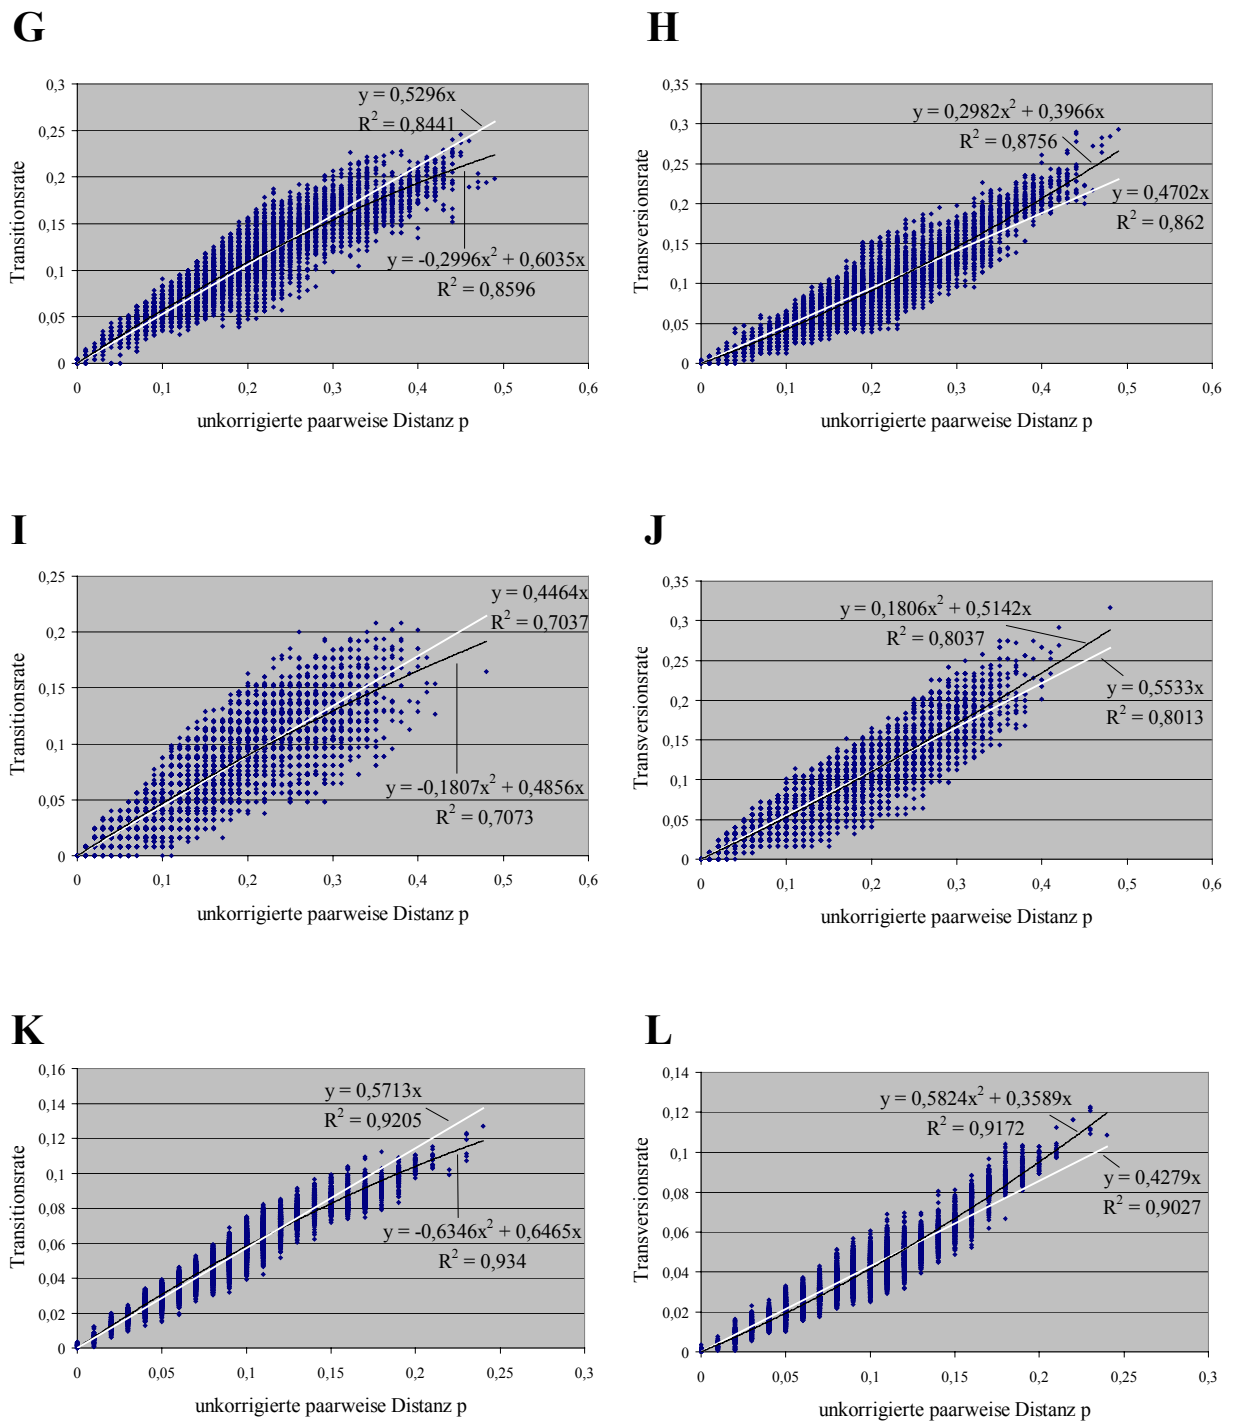 G
0,3
0,25
0,2
0,15
0,1
0,05
0
Transitionsrate
y = 0,5296x
R² = 0,8441
y = -0,2996x² + 0,6035x
R² = 0,8596
0 0,1 0,2 0,3 0,4 0,5 0,6
unkorrigierte paarweise Distanz p
H
0,35
0,3
0,25
0,2
0,15
0,1
0,05
0
Transversionsrate
y = 0,2982x² + 0,3966x
R² = 0,8756
y = 0,4702x
R² = 0,862
0 0,1 0,2 0,3 0,4 0,5 0,6
unkorrigierte paarweise Distanz p
I
0,25
0,2
0,15
0,1
0,05
0
Transitionsrate
y = 0,4464x
R² = 0,7037
y = -0,1807x² + 0,4856x
R² = 0,7073
0 0,1 0,2 0,3 0,4 0,5 0,6
unkorrigierte paarweise Distanz p
J
0,35
0,3
0,25
0,2
0,15
0,1
0,05
0
Transversionsrate
y = 0,1806x² + 0,5142x
R² = 0,8037
y = 0,5533x
R² = 0,8013
0 0,1 0,2 0,3 0,4 0,5 0,6
unkorrigierte paarweise Distanz p
K
0,16
0,14
0,12
0,1
0,08
0,06
0,04
0,02
0
Transitionsrate
y = 0,5713x
R² = 0,9205
y = -0,6346x² + 0,6465x
R² = 0,934
0 0,05 0,1 0,15 0,2 0,25 0,3
unkorrigierte paarweise Distanz p
L
0,14
0,12
0,1
0,08
0,06
0,04
0,02
0
Transversionsrate
y = 0,5824x² + 0,3589x
R² = 0,9172
y = 0,4279x
R² = 0,9027
0 0,05 0,1 0,15 0,2 0,25 0,3
unkorrigierte paarweise Distanz p